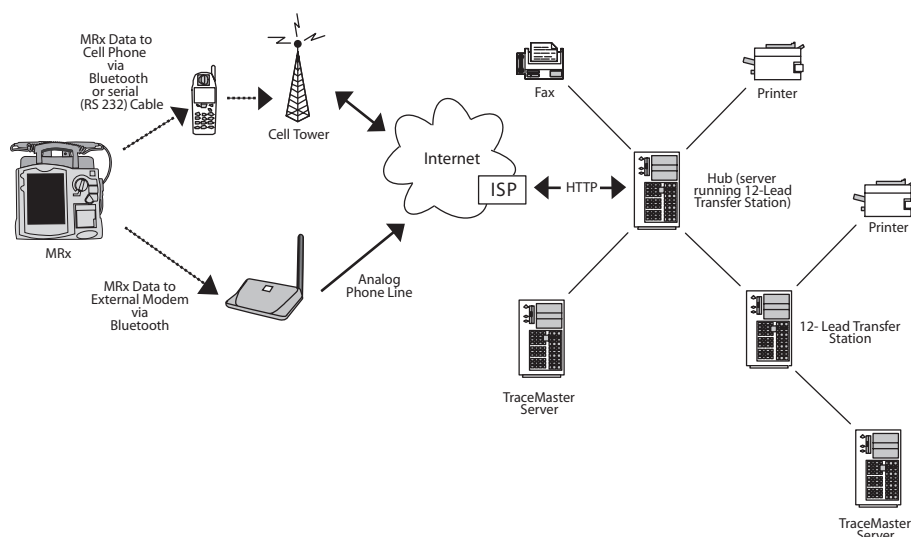 MRx Data to
Cell Phone
via
Bluetooth
or serial
(RS 232) Cable
Cell Tower
MRx
MRx Data to
External Modem
via
Bluetooth
Analog
Phone Line
Internet
ISP
HTTP
Fax
Printer
Hub (server
running 12-Lead
Transfer Station)
Printer
TraceMaster
Server
12- Lead Transfer
Station
TraceMaster
Server